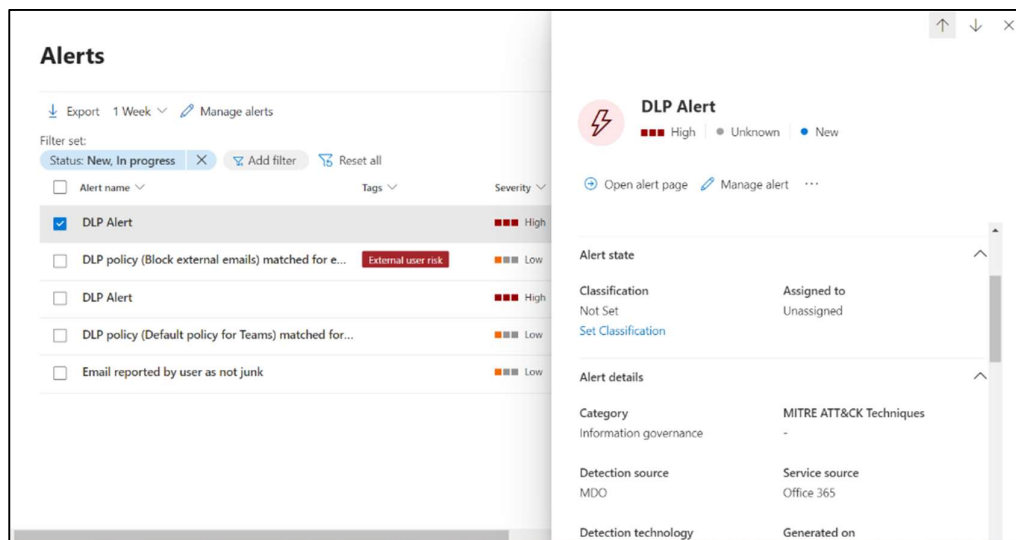 Alerts
Export 1 Week Manage alerts
Filter set:
Status: New, In progress Add filter Reset all
Alert name Tags Severity
DLP Alert High
DLP policy (Block external emails) matched for e... External user risk Low
DLP Alert High
DLP policy (Default policy for Teams) matched for... Low
Email reported by user as not junk Low
DLP Alert
High Unknown New
Open alert page Manage alert ...
Alert state
Classification Assigned to
Not Set Unassigned
Set Classification
Alert details
Category MITRE ATT&CK Techniques
Information governance -
Detection source Service source
MDO Office 365
Detection technology Generated on